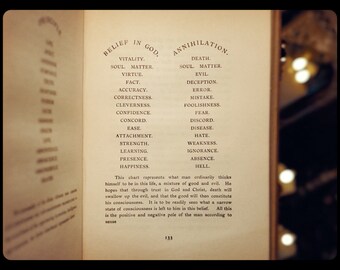 BELIEF IN GOD. ANNIHILATION.
VITALITY. DEATH.
SOUL. MATTER. SOUL. MATTER.
VIRTUE. EVIL.
FACT. DECEPTION.
ACCURACY. ERROR.
CORRECTNESS. MISTAKE.
CLEVERNESS. FOOLISHNESS.
CONFIDENCE. FEAR.
CONCORD. DISCORD.
EASE. DISEASE.
ATTACHMENT. HATE.
STRENGTH. WEAKNESS.
LEARNING. IGNORANCE.
PRESENCE. ABSENCE.
HAPPINESS. HELL.
This chart represents what man ordinarily thinks
himself to be in this life, a mixture of good and evil. He
hopes that through trust in God and Christ, death will
swallow up the evil, and that the good will then constitute
his consciousness. It is to be readily seen what a narrow-
ness of consciousness is left to him in this belief. All this
is the positive and negative pole of the man according to
sense